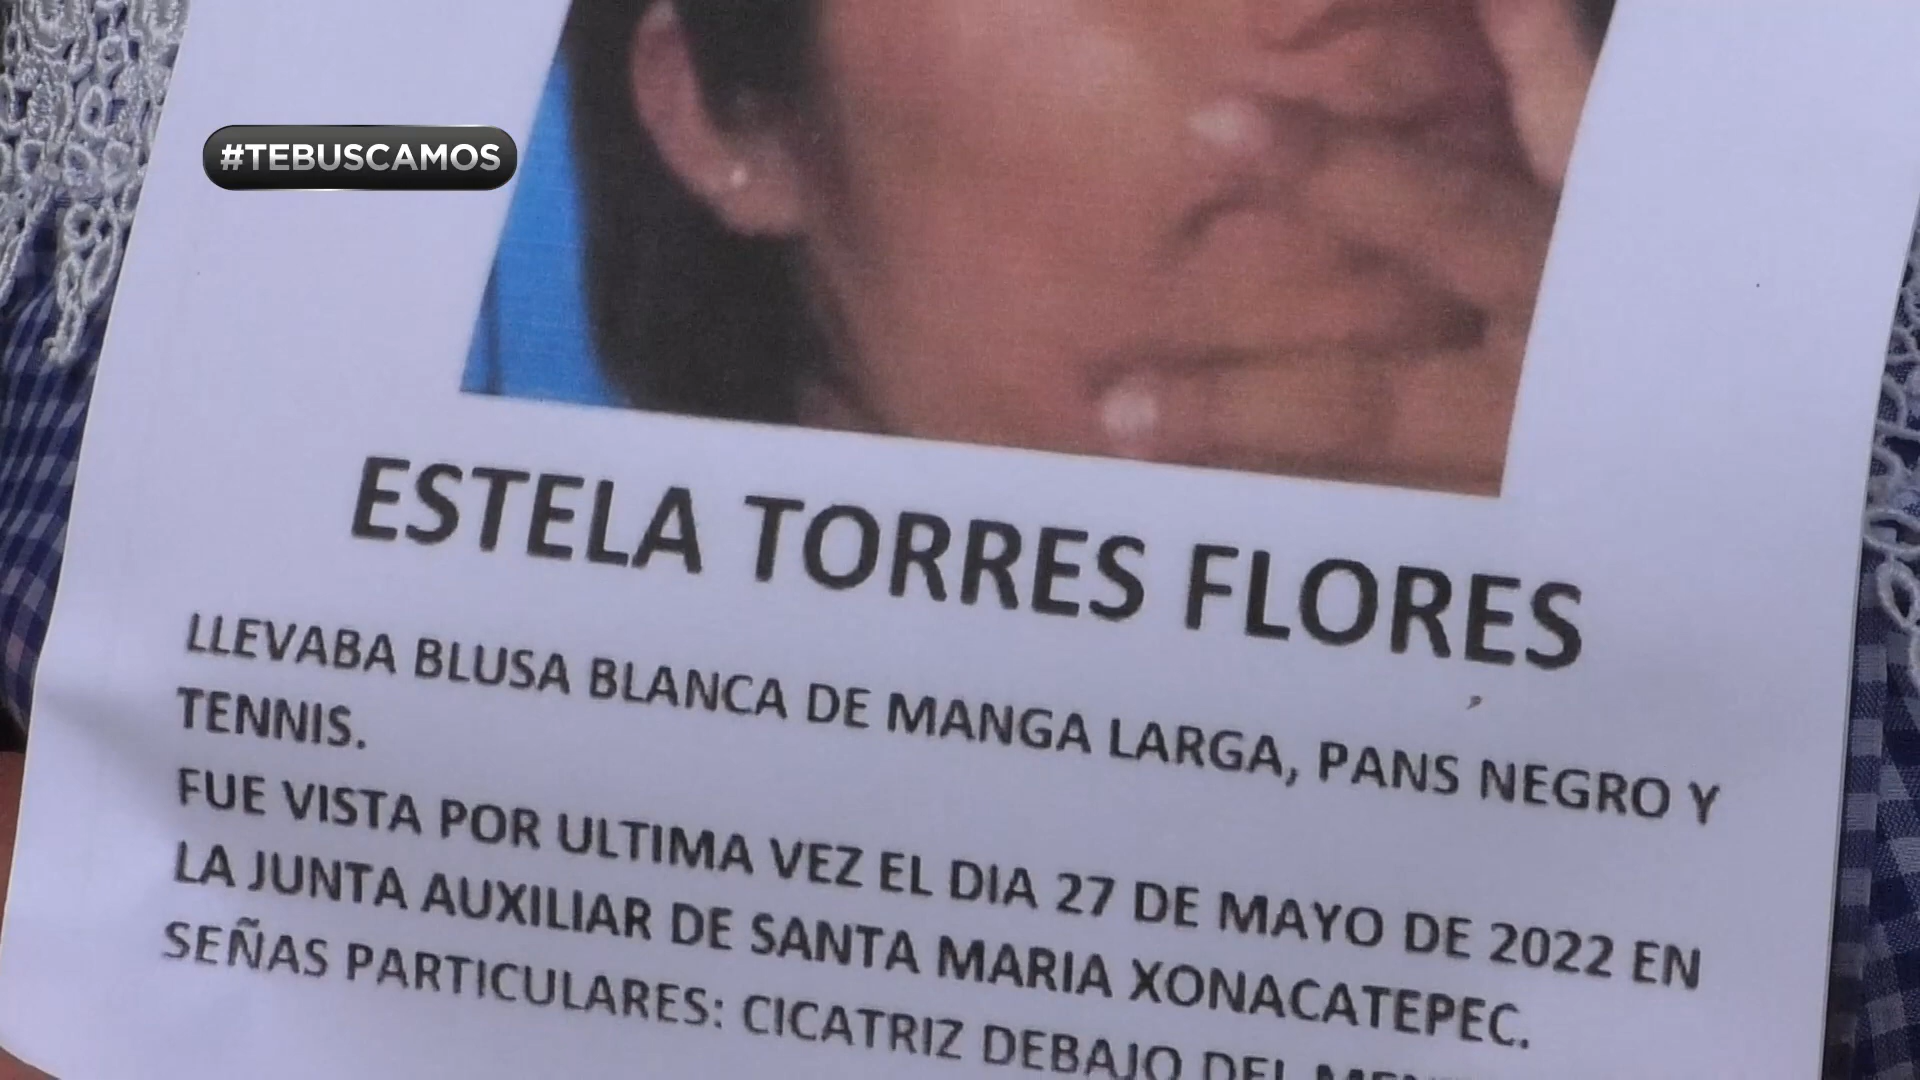 #TEBUSCAMOS
ESTELA TORRES FLORES
LLEVABA BLUSA BLANCA DE MANGA LARGA, PANS NEGRO Y
TENNIS.
FUE VISTA POR ULTIMA VEZ EL DIA 27 DE MAYO DE 2022 EN
LA JUNTA AUXILIAR DE SANTA MARIA XONACATEPEC.
SEÑAS PARTICULARES: CICATRIZ DEBAJO DEL